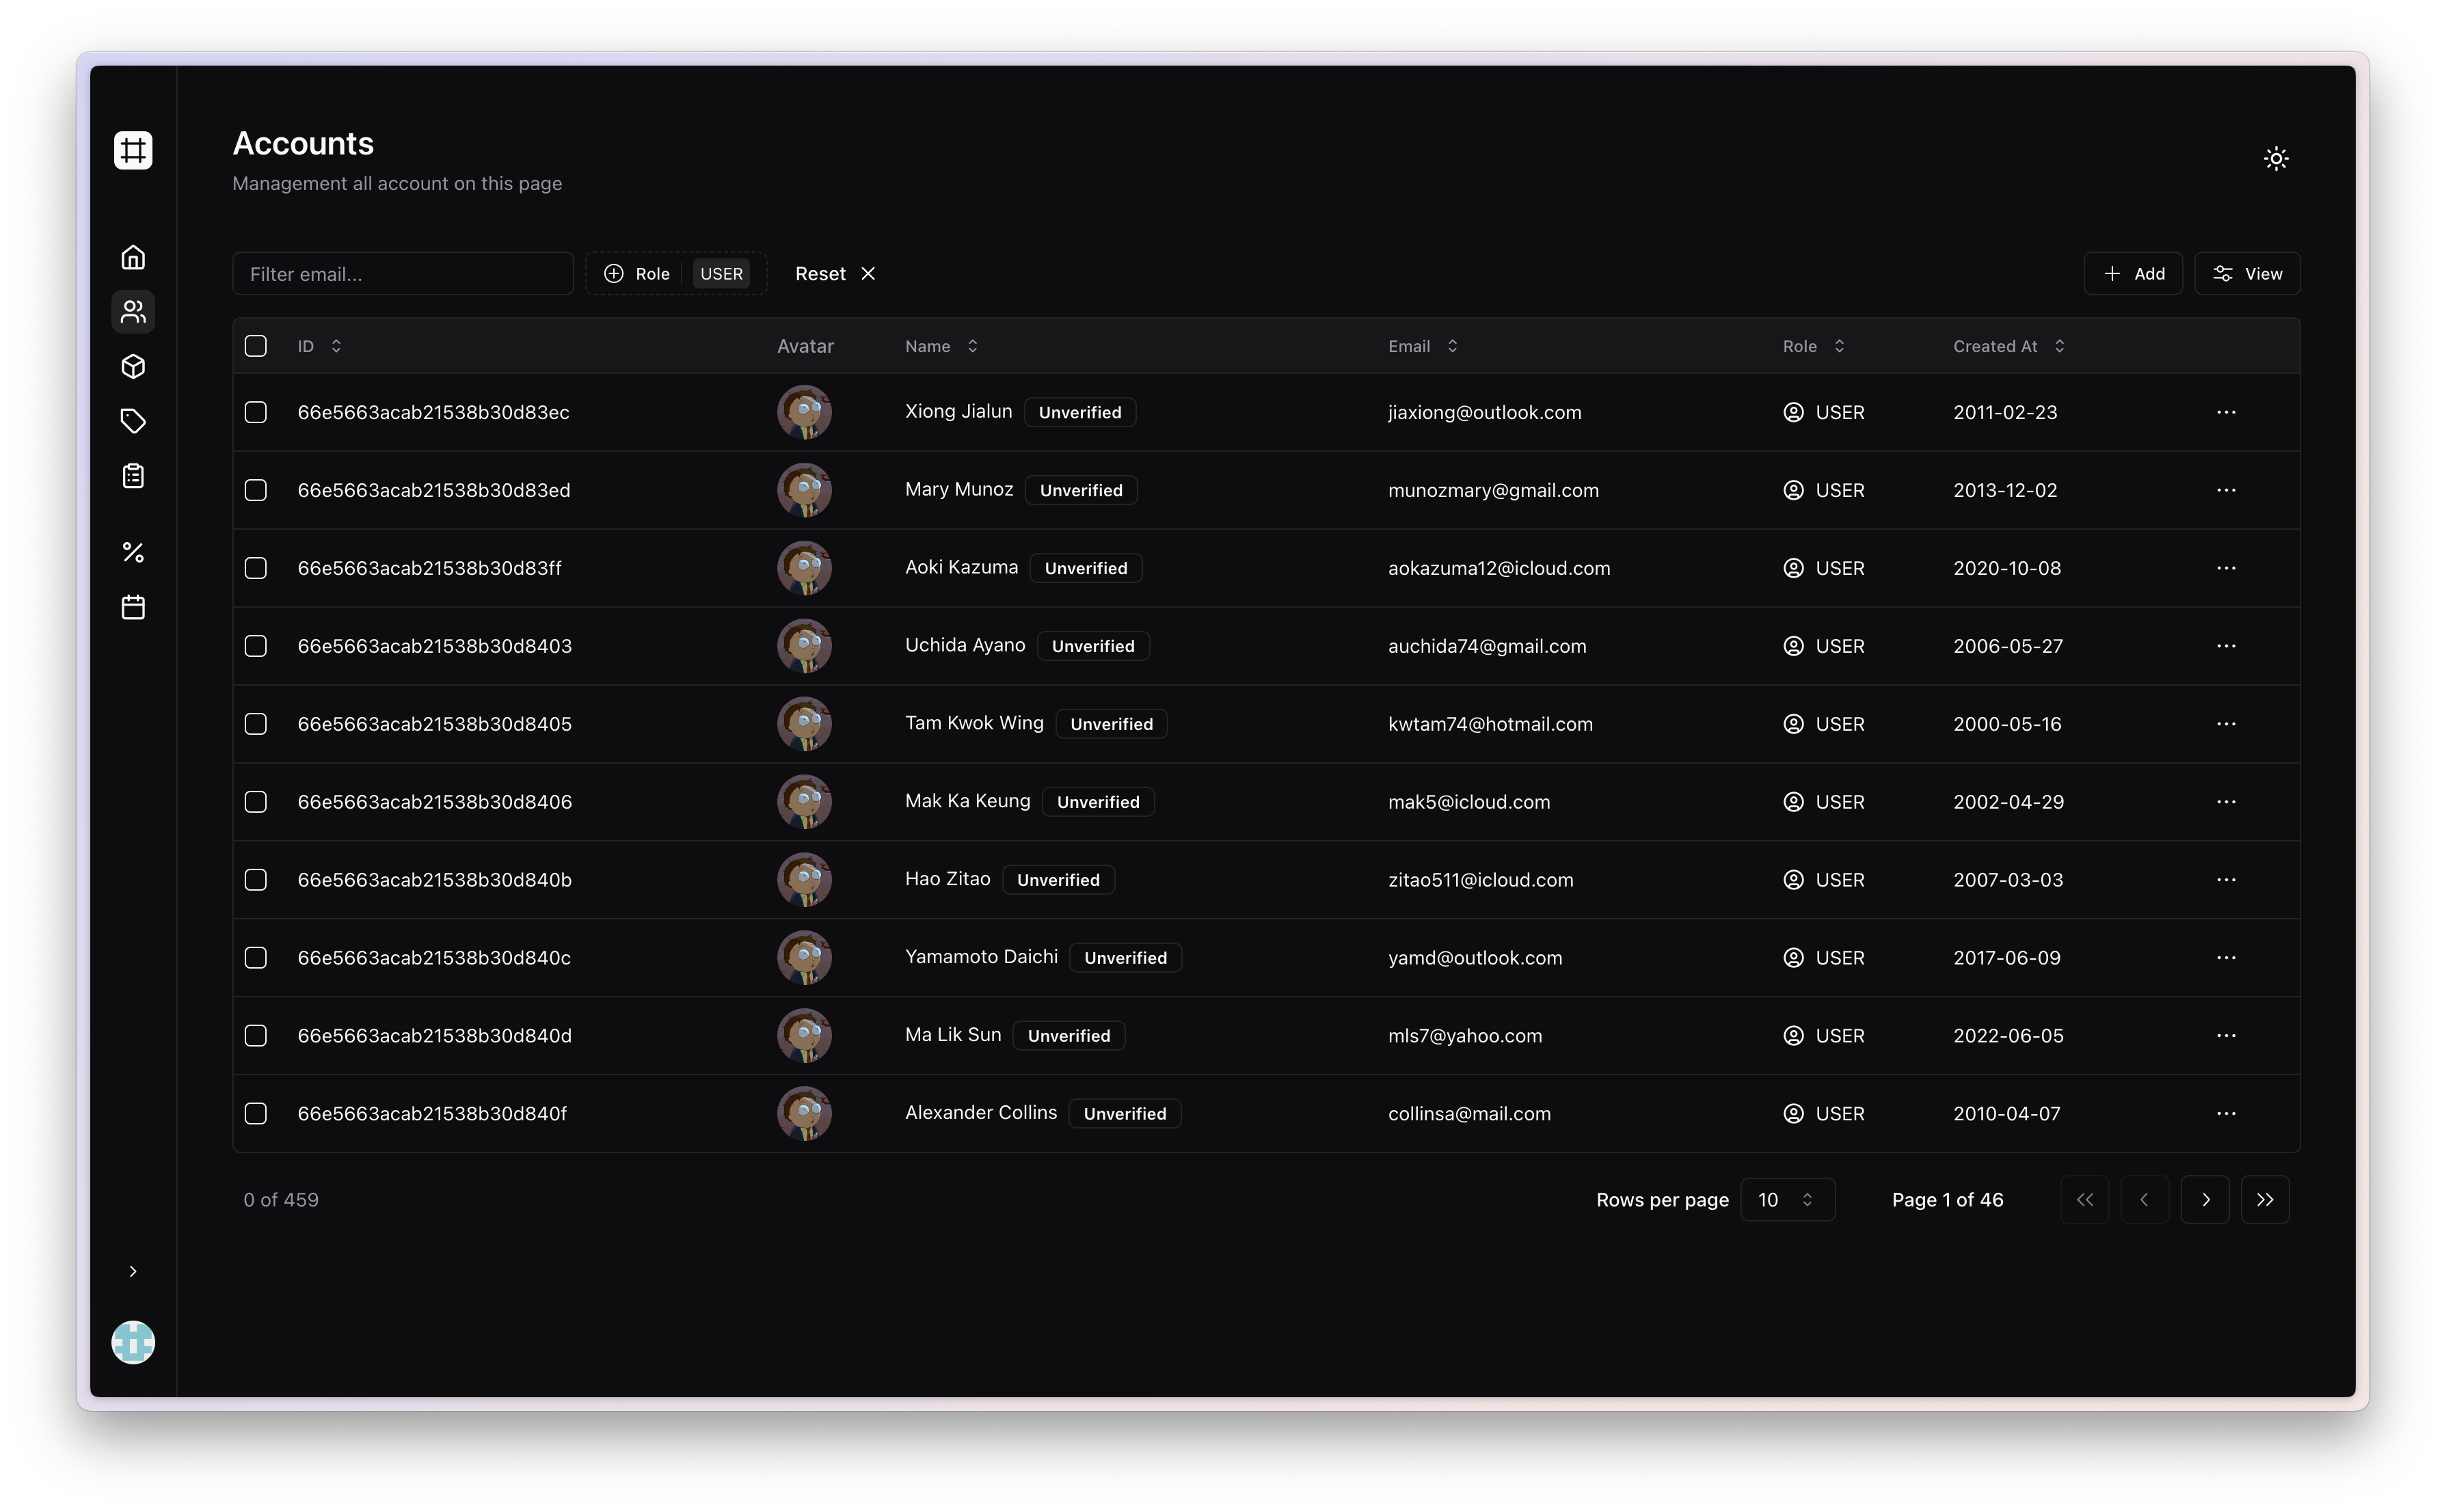 Accounts
Management all account on this page
Filter email... Role USER Reset Add View
ID Avatar Name Email Role Created At
66e5663acab21538b30d83ec Xiong Jialun Unverified jiaxiong@outlook.com USER 2011-02-23
66e5663acab21538b30d83ed Mary Munoz Unverified munozmary@gmail.com USER 2013-12-02
66e5663acab21538b30d83ff Aoki Kazuma Unverified aokazuma12@icloud.com USER 2020-10-08
66e5663acab21538b30d8403 Uchida Ayano Unverified auchida74@gmail.com USER 2006-05-27
66e5663acab21538b30d8405 Tam Kwok Wing Unverified kwtam74@hotmail.com USER 2000-05-16
66e5663acab21538b30d8406 Mak Ka Keung Unverified mak5@icloud.com USER 2002-04-29
66e5663acab21538b30d840b Hao Zitao Unverified zitao511@icloud.com USER 2007-03-03
66e5663acab21538b30d840c Yamamoto Daichi Unverified yamd@outlook.com USER 2017-06-09
66e5663acab21538b30d840d Ma Lik Sun Unverified mls7@yahoo.com USER 2022-06-05
66e5663acab21538b30d840f Alexander Collins Unverified collinsa@mail.com USER 2010-04-07
0 of 459 Rows per page 10 Page 1 of 46